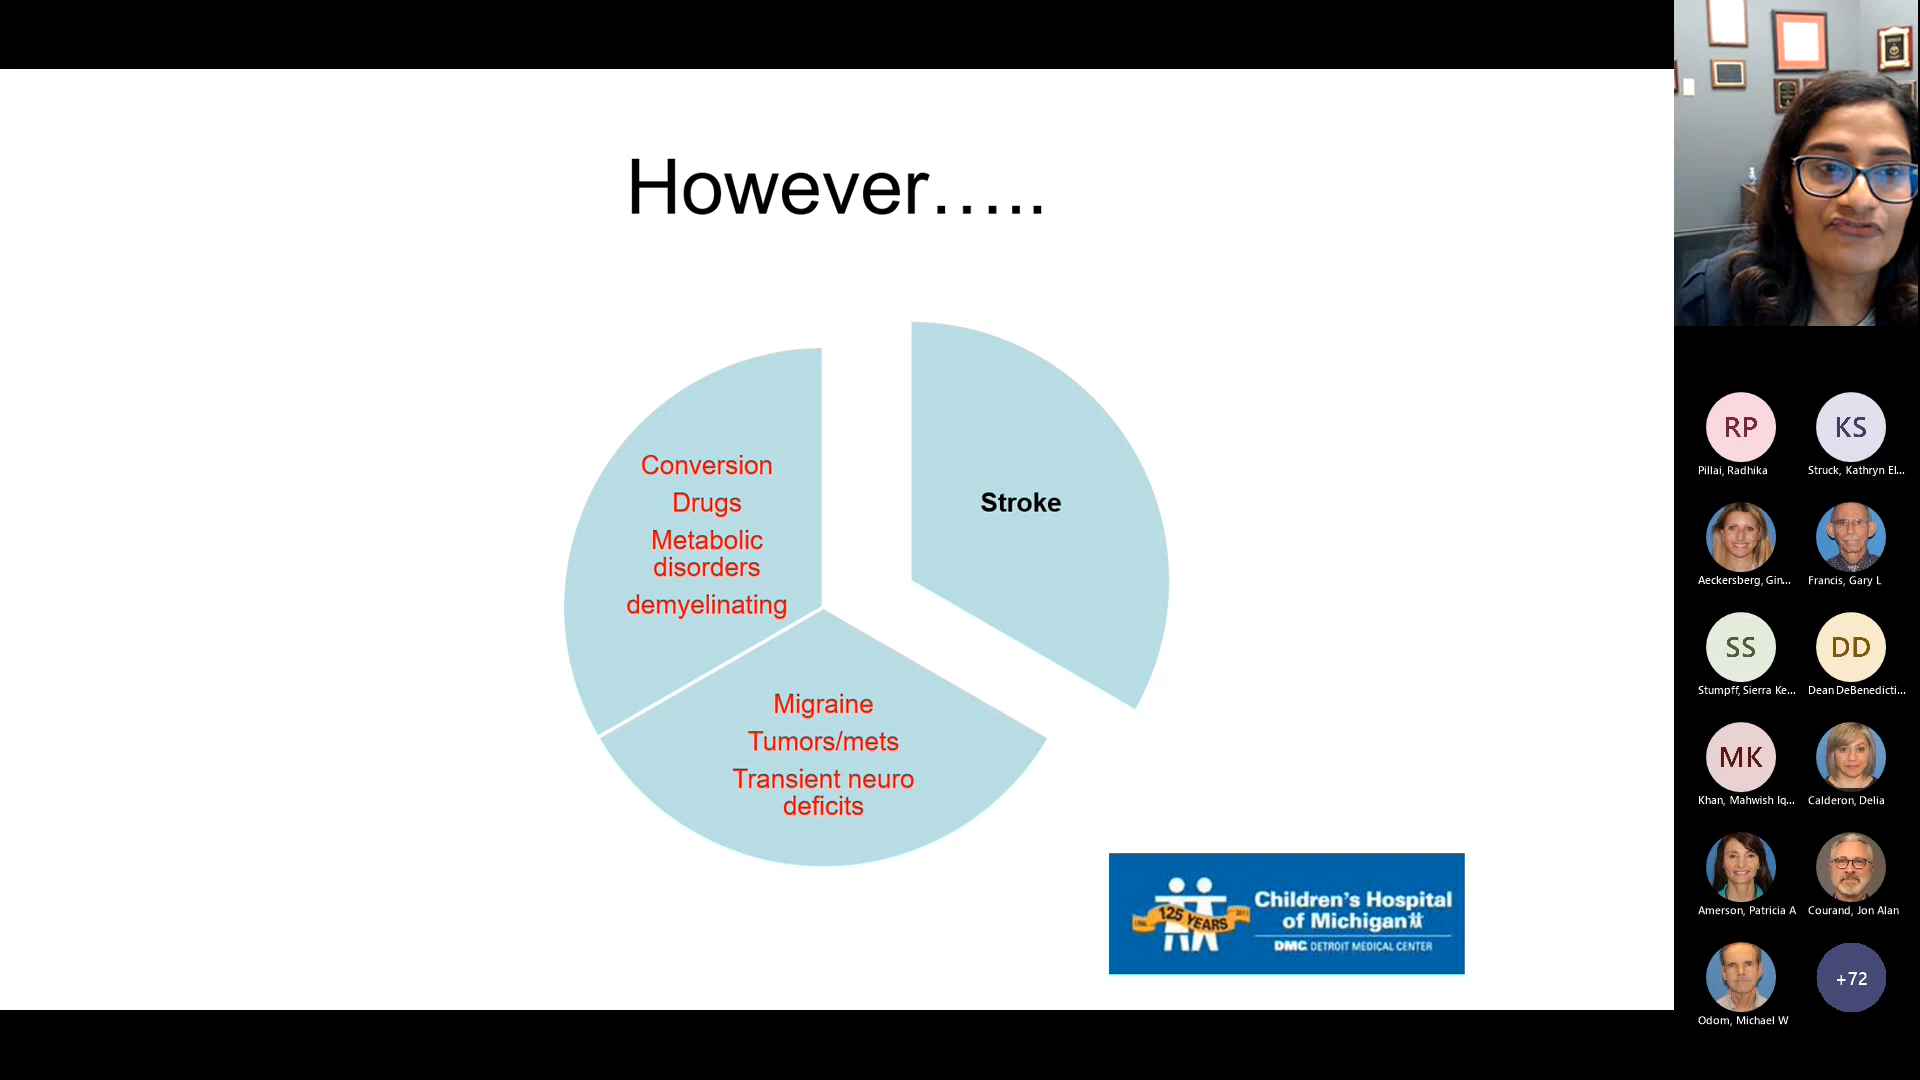 However.....
Conversion
Drugs
Metabolic
disorders
demyelinating
Stroke
Migraine
Tumors/mets
Transient neuro
deficits
125 YEARS
Children's Hospital
of Michigan
DMC DETROIT MEDICAL CENTER
RP
KS
Pillai, Radhika
Struck, Kathryn El...
Aeckersberg, Gin...
Francis, Gary L
SS
DD
Stumpff, Sierra Ke...
Dean DeBenedicti...
MK
Khan, Mahwish Iq...
Calderon, Delia
Amerson, Patricia A
Courand, Jon Alan
+72
Odom, Michael W